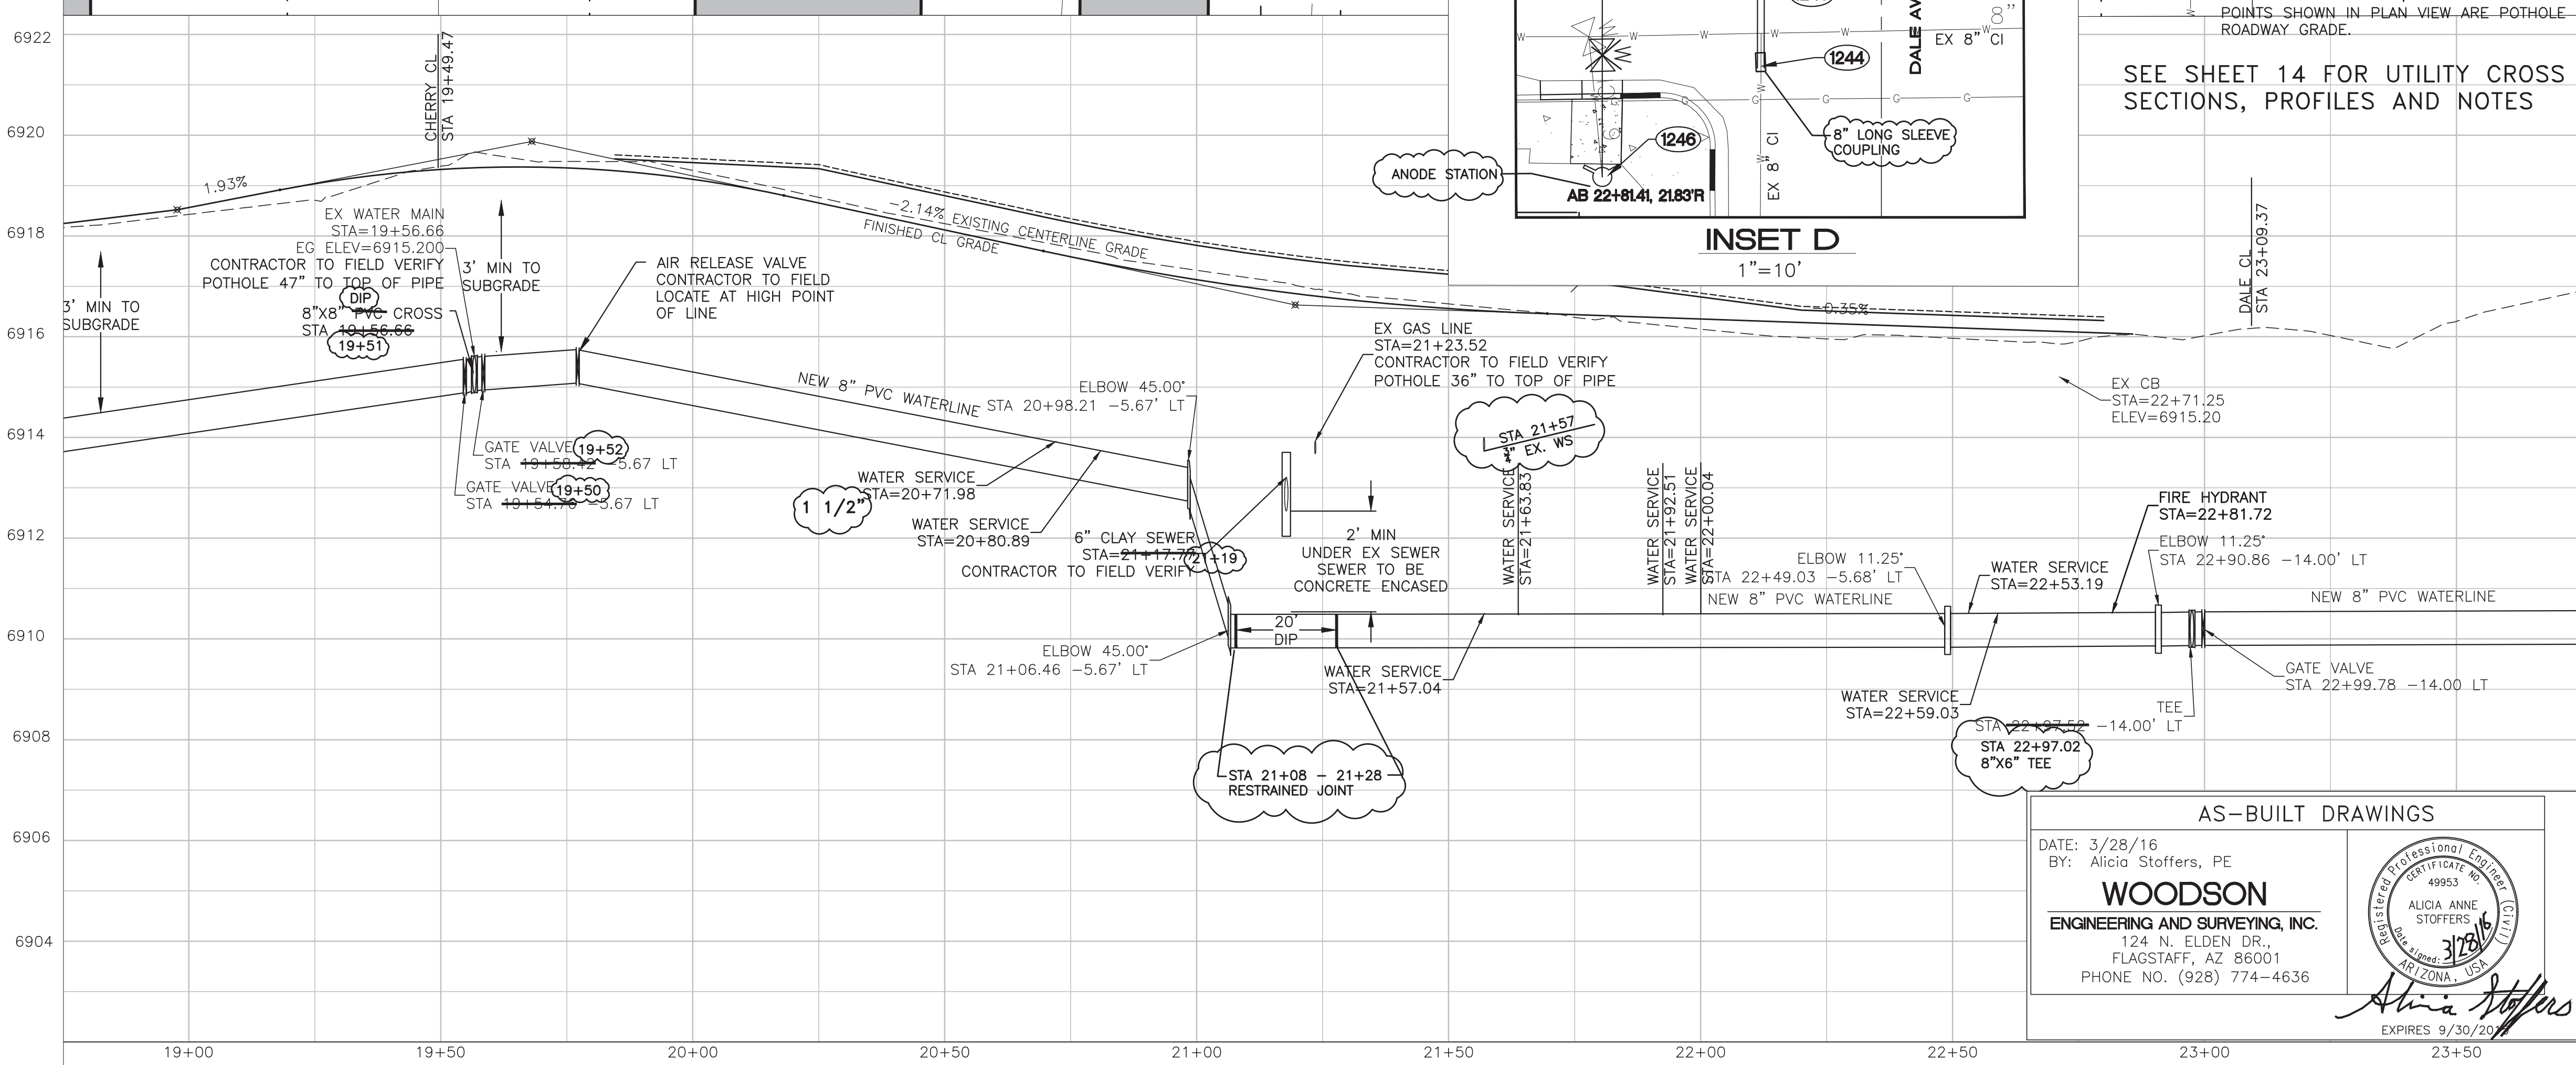 6922
6920
6918
6916
6914
6912
6910
6908
6906
6904
CHERRY CL
STA 19+49.47
1.93%
EX WATER MAIN
STA=19+56.66
EG ELEV=6915.200
CONTRACTOR TO FIELD VERIFY
POTHOLE 47" TO TOP OF PIPE
DIP
8"X8" PVC CROSS
STA 19+56.66
19+51
3' MIN TO
SUBGRADE
3' MIN TO
SUBGRADE
AIR RELEASE VALVE
CONTRACTOR TO FIELD
LOCATE AT HIGH POINT
OF LINE
-2.14% EXISTING CENTERLINE GRADE
FINISHED CL GRADE
GATE VALVE 19+52
STA 19+58.42 -5.67 LT
GATE VALVE 19+50
STA 19+54.76 -5.67 LT
NEW 8" PVC WATERLINE
ELBOW 45.00°
STA 20+98.21 -5.67' LT
WATER SERVICE
STA=20+71.98
1 1/2"
WATER SERVICE
STA=20+80.89
6" CLAY SEWER
STA=21+17.77
21+19
CONTRACTOR TO FIELD VERIFY
ELBOW 45.00°
STA 21+06.46 -5.67' LT
EX GAS LINE
STA=21+23.52
CONTRACTOR TO FIELD VERIFY
POTHOLE 36" TO TOP OF PIPE
STA 21+57
3/4" EX. WS
2' MIN
UNDER EX SEWER
SEWER TO BE
CONCRETE ENCASED
20'
DIP
WATER SERVICE
STA=21+57.04
STA 21+08 - 21+28
RESTRAINED JOINT
WATER SERVICE
STA=21+63.83
WATER SERVICE
STA=21+92.51
WATER SERVICE
STA=22+00.04
NEW 8" PVC WATERLINE
ELBOW 11.25°
STA 22+49.03 -5.68' LT
WATER SERVICE
STA=22+53.19
WATER SERVICE
STA=22+59.03
FIRE HYDRANT
STA=22+81.72
ELBOW 11.25°
STA 22+90.86 -14.00' LT
NEW 8" PVC WATERLINE
GATE VALVE
STA 22+99.78 -14.00 LT
TEE
STA 22+97.52 -14.00' LT
STA 22+97.02
8"X6" TEE
-0.35%
EX CB
STA=22+71.25
ELEV=6915.20
DALE CL
STA 23+09.37
W W W W W
EX 8" CI
8"
DALE AV
1244
G G G G G
8" LONG SLEEVE
COUPLING
EX 8" CI
W
W
1246
ANODE STATION
AB 22+81.41, 21.83'R
INSET D
1"=10'
POINTS SHOWN IN PLAN VIEW ARE POTHOLE
ROADWAY GRADE.
SEE SHEET 14 FOR UTILITY CROSS
SECTIONS, PROFILES AND NOTES
AS-BUILT DRAWINGS
DATE: 3/28/16
BY: Alicia Stoffers, PE
WOODSON
ENGINEERING AND SURVEYING, INC.
124 N. ELDEN DR.,
FLAGSTAFF, AZ 86001
PHONE NO. (928) 774-4636
Registered Professional Engineer (Civil)
CERTIFICATE NO.
49953
ALICIA ANNE
STOFFERS
Date signed: 3/28/16
ARIZONA, USA
Alicia Stoffers
EXPIRES 9/30/201
19+00 19+50 20+00 20+50 21+00 21+50 22+00 22+50 23+00 23+50